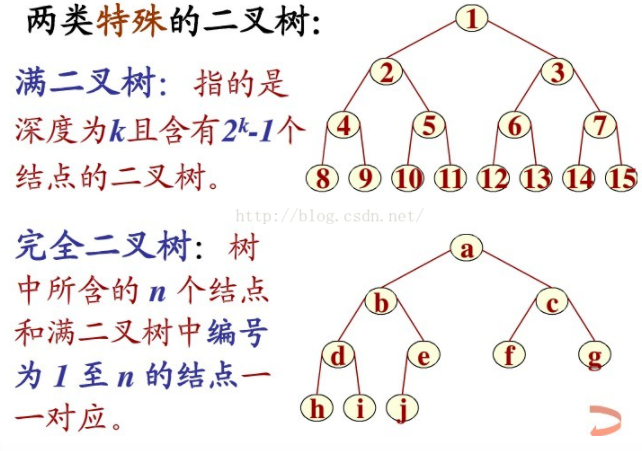 两类特殊的二叉树：
满二叉树： 指的是
深度为k且含有2^k-1个
结点的二叉树。
1
2 3
4 5 6 7
8 9 10 11 12 13 14 15
http://blog.csdn.net/
完全二叉树： 树
中所含的 n 个结点
和满二叉树中编号
为 1 至 n 的结点一
一对应。
a
b c
d e f g
h i j